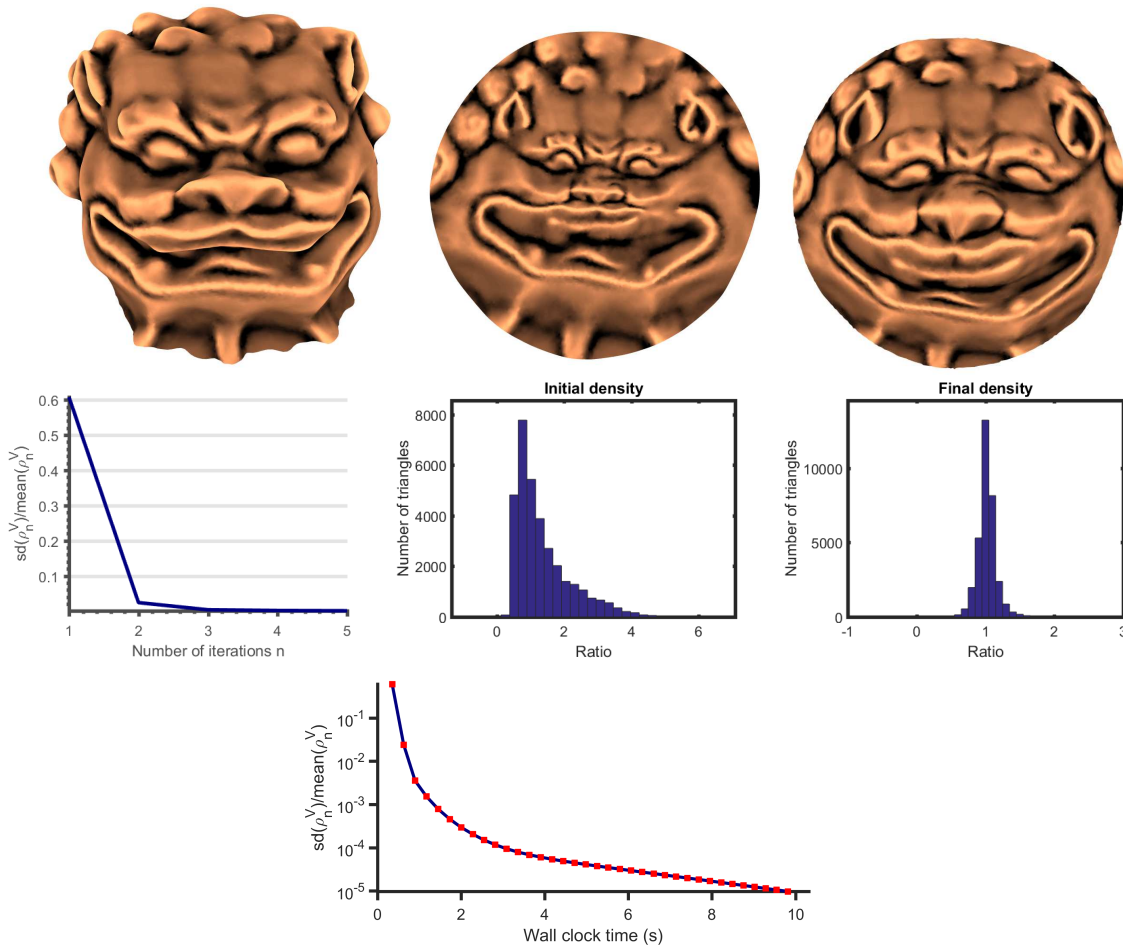 sd(ρₙⱽ)/mean(ρₙⱽ)
0.6
0.5
0.4
0.3
0.2
0.1
1 2 3 4 5
Number of iterations n
Initial density
Number of triangles
8000
6000
4000
2000
0
0 2 4 6
Ratio
Final density
Number of triangles
10000
5000
0
-1 0 1 2 3
Ratio
sd(ρₙⱽ)/mean(ρₙⱽ)
10⁻¹
10⁻²
10⁻³
10⁻⁴
10⁻⁵
0 2 4 6 8 10
Wall clock time (s)